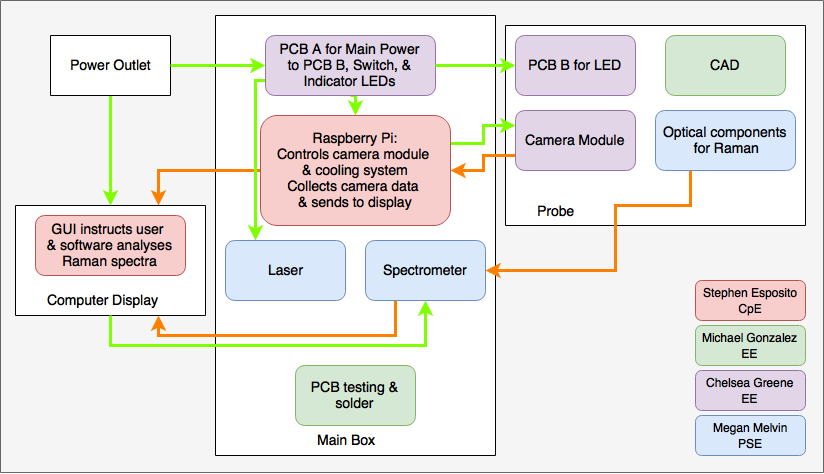 Power Outlet
PCB A for Main Power
to PCB B, Switch, &
Indicator LEDs
PCB B for LED
CAD
Raspberry Pi:
Controls camera module
& cooling system
Collects camera data
& sends to display
Camera Module
Optical components
for Raman
Probe
GUI instructs user
& software analyses
Raman spectra
Computer Display
Laser
Spectrometer
PCB testing &
solder
Main Box
Stephen Esposito
CpE
Michael Gonzalez
EE
Chelsea Greene
EE
Megan Melvin
PSE